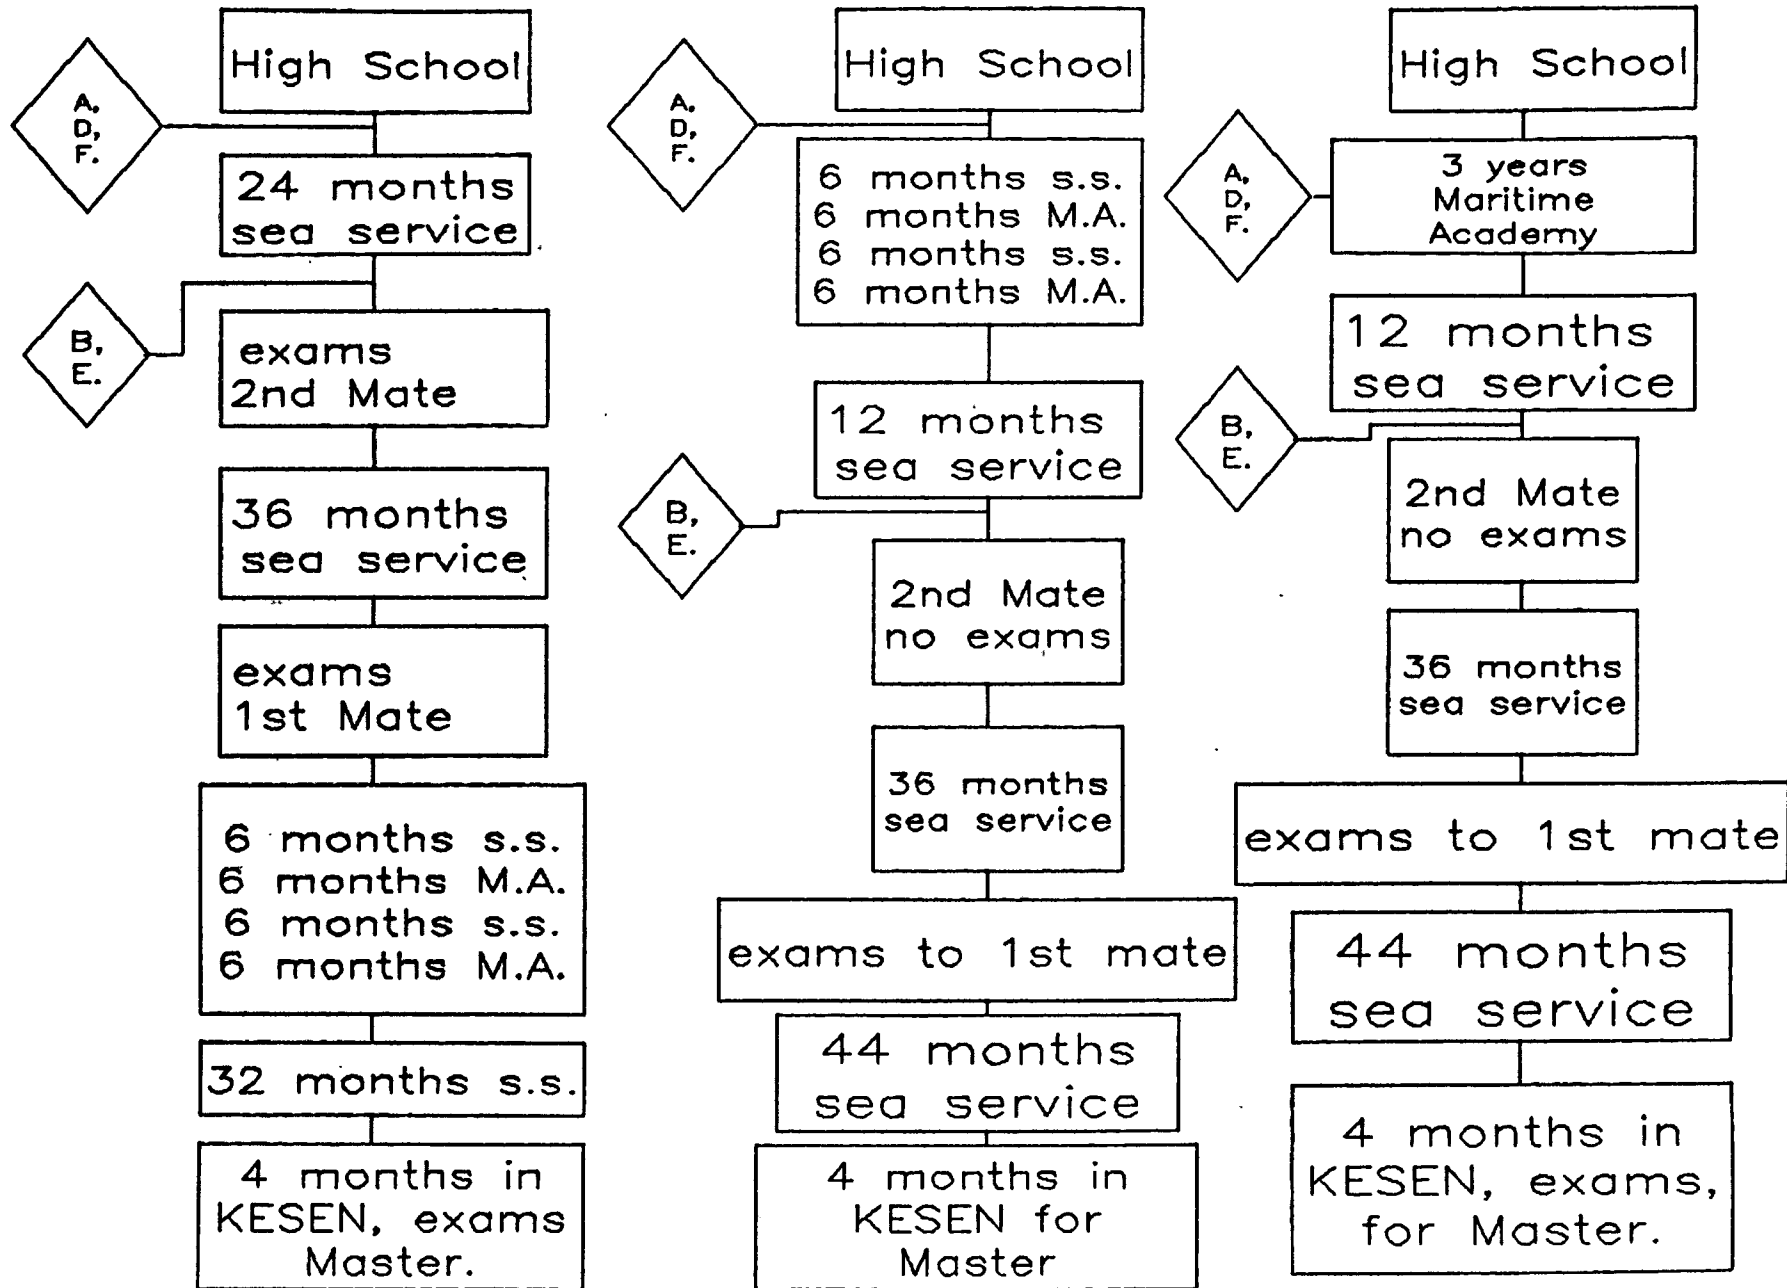 High School
A,
D,
F.
24 months
sea service
B,
E.
exams
2nd Mate
36 months
sea service
exams
1st Mate
6 months s.s.
6 months M.A.
6 months s.s.
6 months M.A.
32 months s.s.
4 months in
KESEN, exams
Master.
High School
A,
D,
F.
6 months s.s.
6 months M.A.
6 months s.s.
6 months M.A.
12 months
sea service
B,
E.
2nd Mate
no exams
36 months
sea service
exams to 1st mate
44 months
sea service
4 months in
KESEN for
Master
High School
A,
D,
F.
3 years
Maritime
Academy
12 months
sea service
B,
E.
2nd Mate
no exams
36 months
sea service
exams to 1st mate
44 months
sea service
4 months in
KESEN, exams,
for Master.